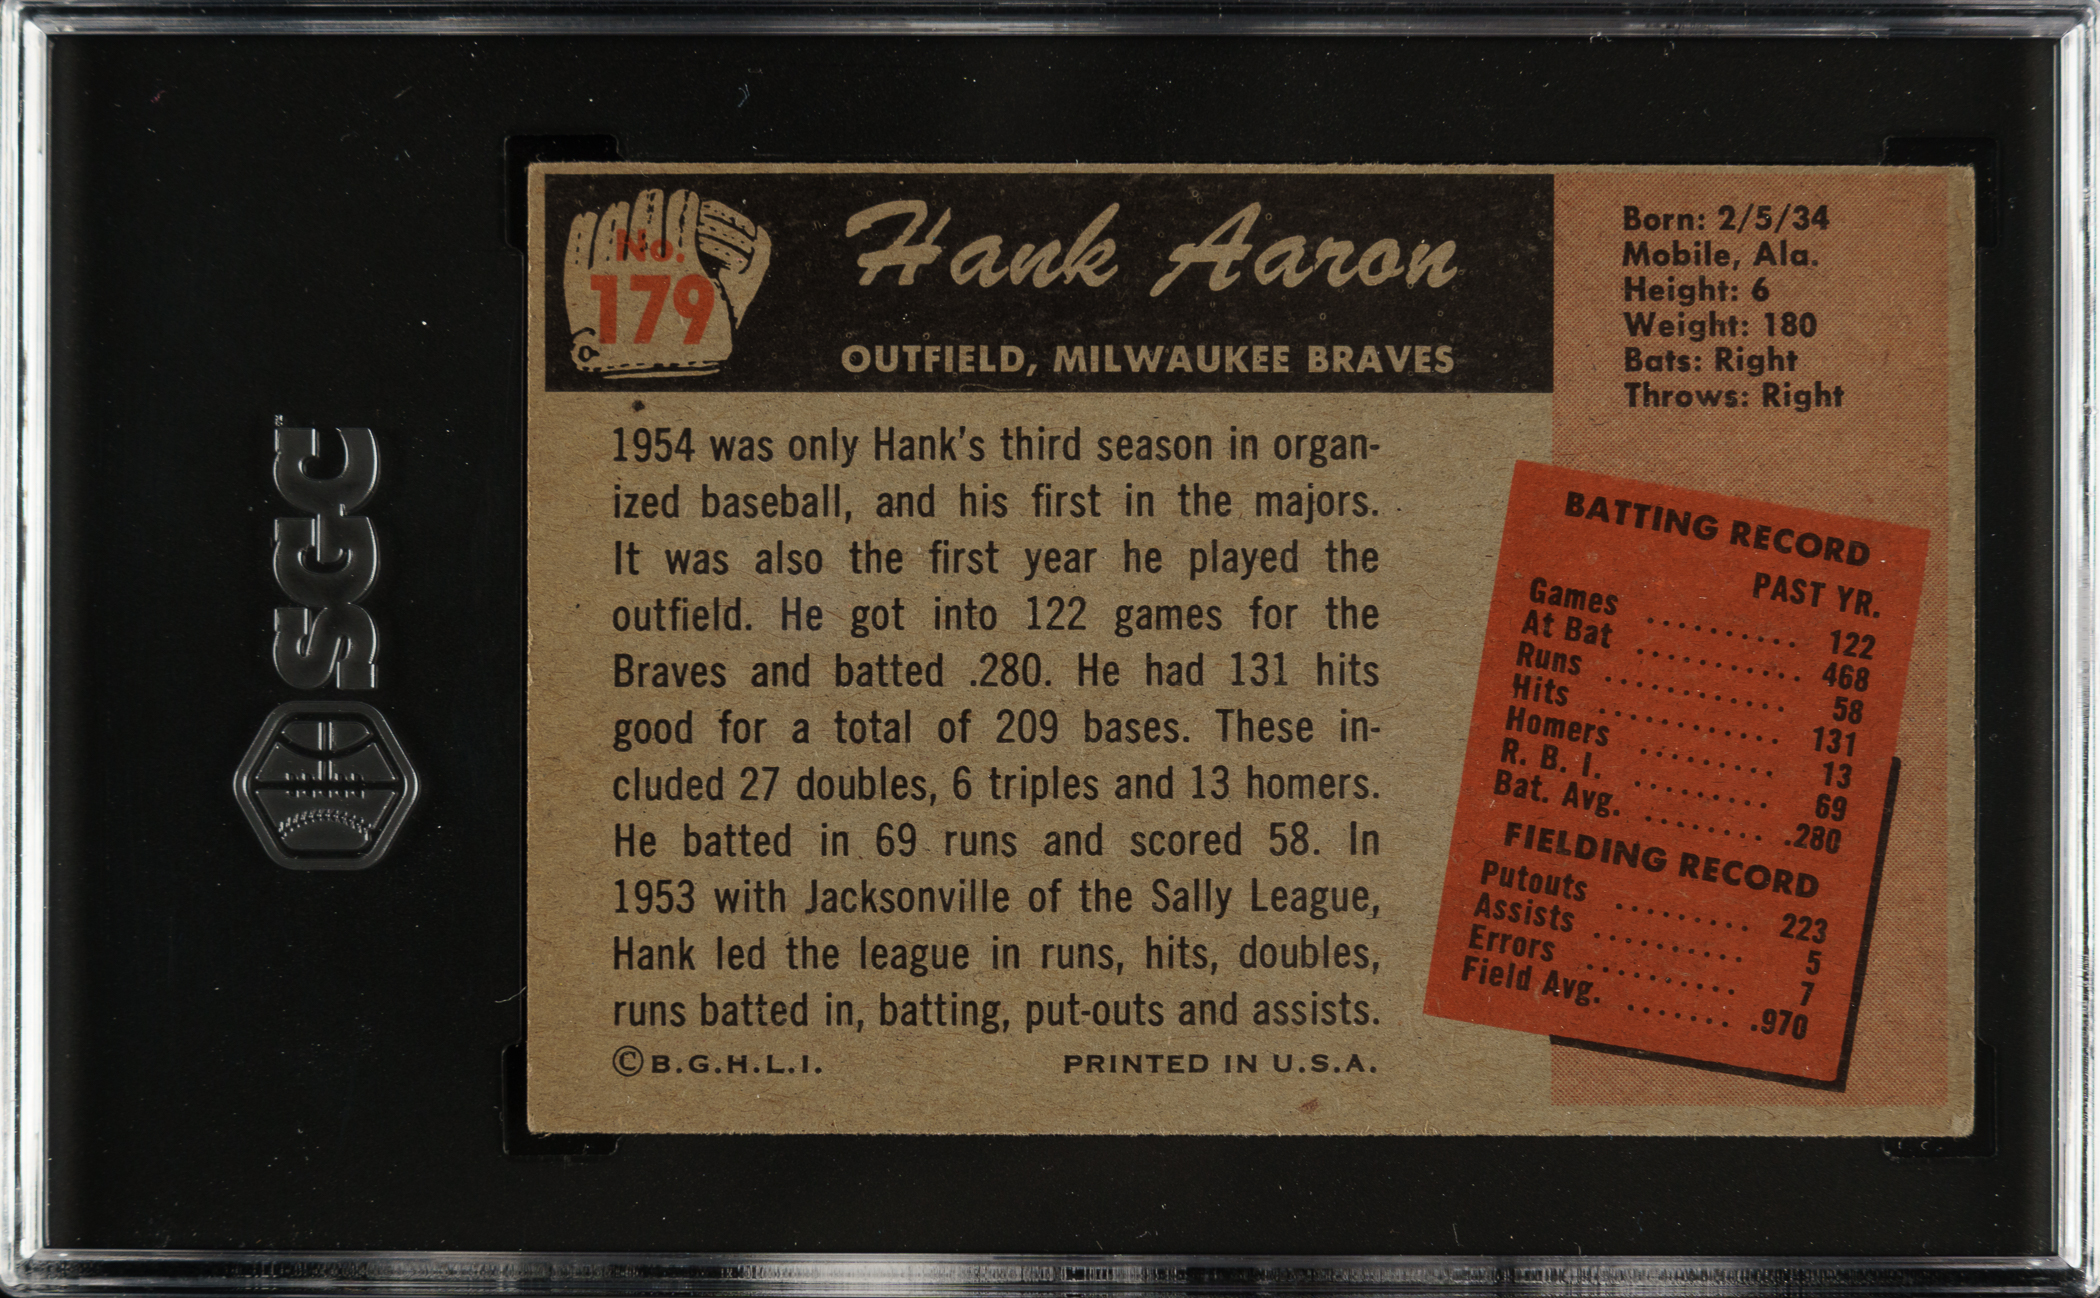 SGC
No.
179
Hank Aaron
OUTFIELD, MILWAUKEE BRAVES
Born: 2/5/34
Mobile, Ala.
Height: 6
Weight: 180
Bats: Right
Throws: Right
1954 was only Hank's third season in organ-
ized baseball, and his first in the majors.
It was also the first year he played the
outfield. He got into 122 games for the
Braves and batted .280. He had 131 hits
good for a total of 209 bases. These in-
cluded 27 doubles, 6 triples and 13 homers.
He batted in 69 runs and scored 58. In
1953 with Jacksonville of the Sally League,
Hank led the league in runs, hits, doubles,
runs batted in, batting, put-outs and assists.
© B.G.H.L.I. PRINTED IN U.S.A.
BATTING RECORD
PAST YR.
Games .......... 122
At Bat ........... 468
Runs ............ 58
Hits ............ 131
Homers ......... 13
R. B. I. ......... 69
Bat. Avg. ........ .280
FIELDING RECORD
Putouts ......... 223
Assists .......... 5
Errors .......... 7
Field Avg. ....... .970